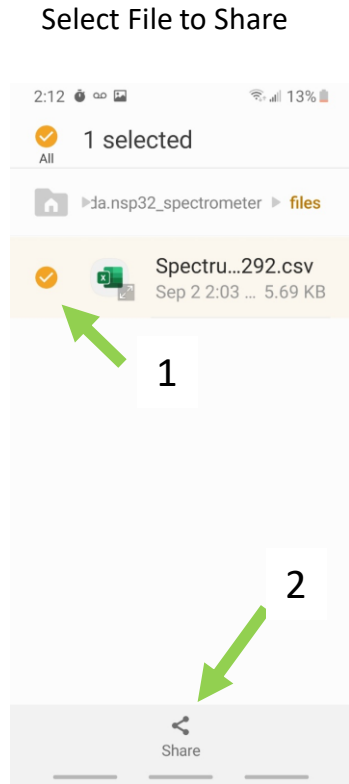 Select File to Share
2:12 13%
All
1 selected
da.nsp32_spectrometer files
Spectru...292.csv
Sep 2 2:03 ... 5.69 KB
1
2
Share